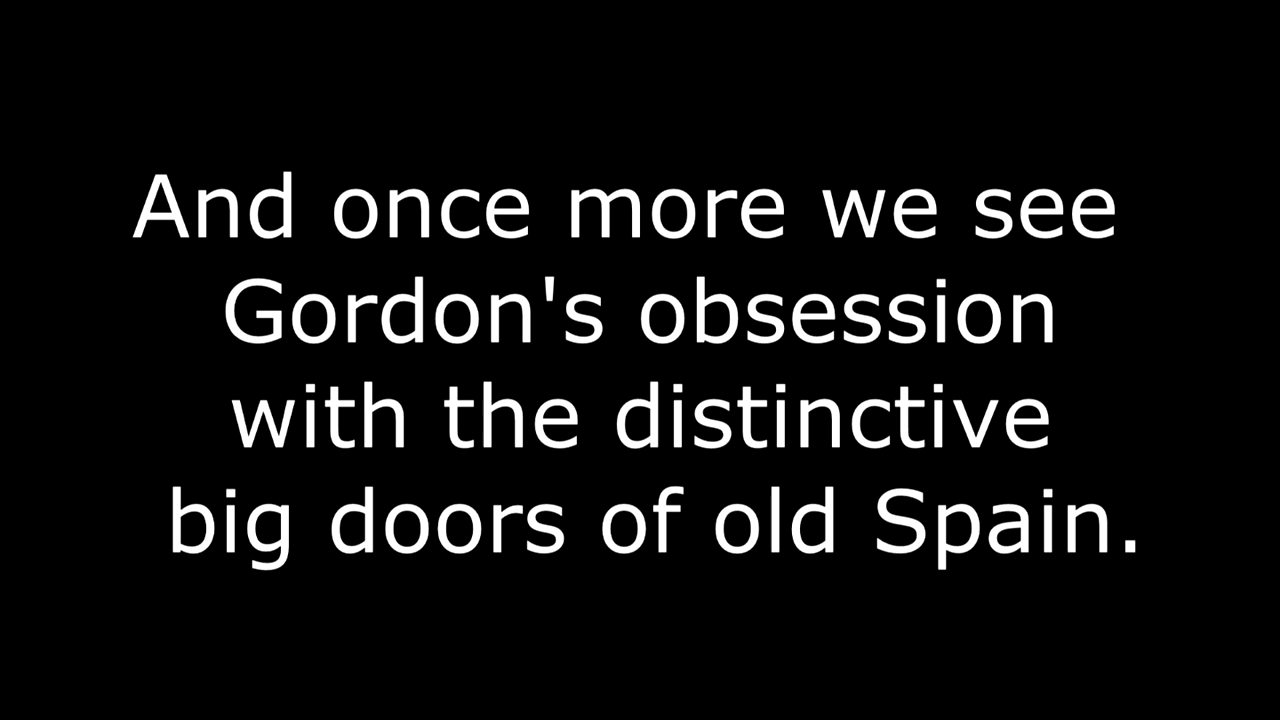 And once more we see
Gordon's obsession
with the distinctive
big doors of old Spain.